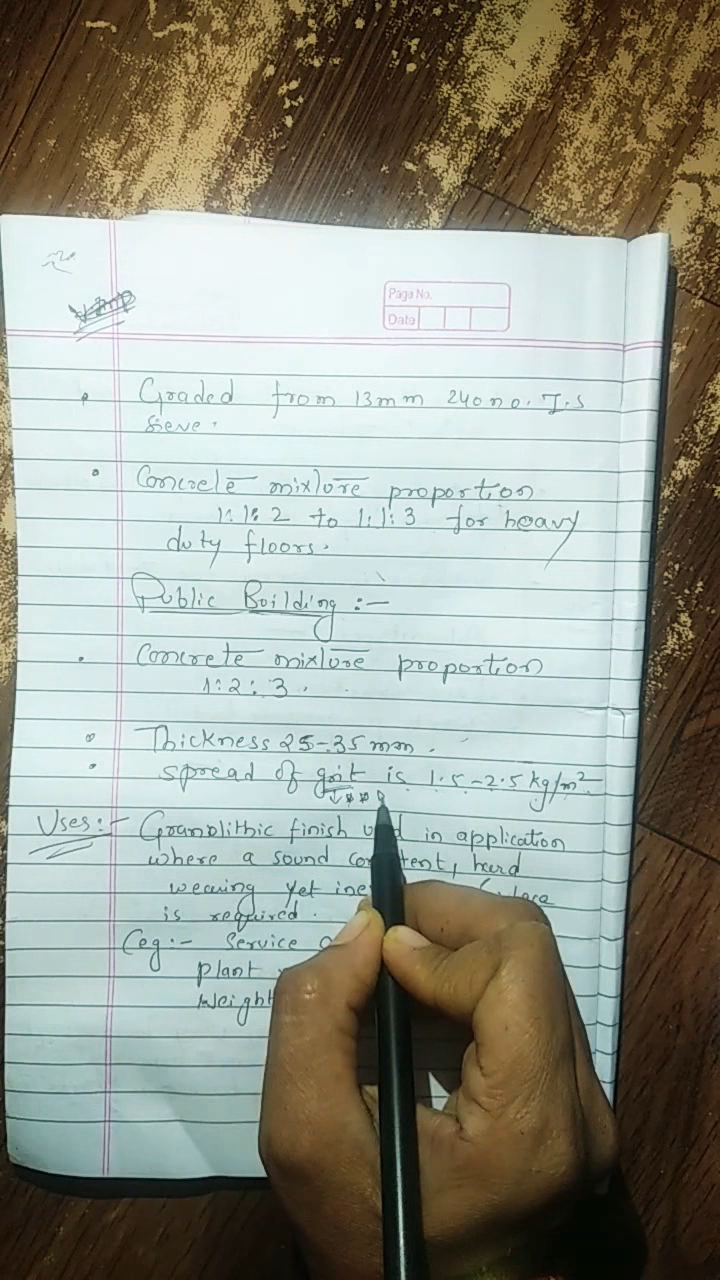 Page No.
Date
Graded from 13mm 240 no. I.S
Sieve.
Concrete mixture proportion
1:1:2 to 1:1:3 for heavy
duty floors.
Public Building :-
Concrete mixture proportion
1:2:3.
Thickness 25-35 mm.
spread of grit is 1.5-2.5 kg/m²
Uses:- Granolithic finish used in application
where a sound hard
wearing yet
is required.
(eg:- Service
plant
weight